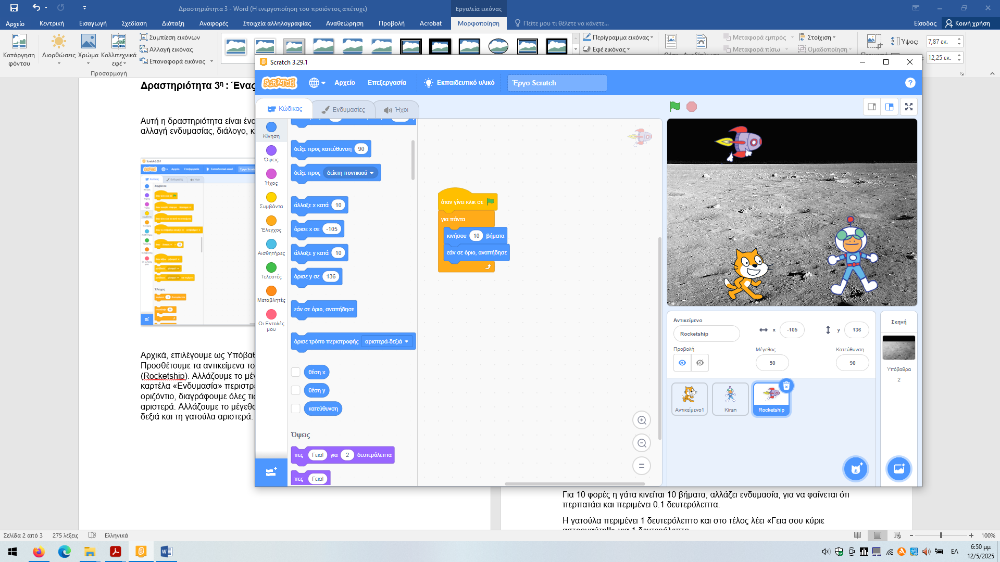 Δραστηριότητα 3 - Word (Η ενεργοποίηση του προϊόντος απέτυχε)
Εργαλεία εικόνας
Αρχείο Κεντρική Εισαγωγή Σχεδίαση Διάταξη Αναφορές Στοιχεία αλληλογραφίας Αναθεώρηση Προβολή Acrobat Μορφοποίηση Πείτε μου τι θέλετε να κάνετε... Είσοδος Κοινή χρήση
Κατάργηση φόντου
Διορθώσεις Χρώμα Καλλιτεχνικά εφέ
Συμπίεση εικόνων
Αλλαγή εικόνας
Επαναφορά εικόνας
Προσαρμογή
Περίγραμμα εικόνας
Εφέ εικόνας
Μεταφορά εμπρός
Μεταφορά πίσω
Στοίχιση
Ομαδοποίηση
Ύψος: 7,87 εκ.
12,25 εκ.
Δραστηριότητα 3η : Ένας
Αυτή η δραστηριότητα είναι ένα
αλλαγή ενδυμασίας, διάλογο, κ
Αρχικά, επιλέγουμε ως Υπόβαθ
Προσθέτουμε τα αντικείμενα το
(Rocketship). Αλλάζουμε το μέγ
καρτέλα «Ενδυμασία» περιστρέ
οριζόντιο, διαγράφουμε όλες τις
αριστερά. Αλλάζουμε το μέγεθο
δεξιά και τη γατούλα αριστερά.
Scratch 3.29.1
SCRATCH Αρχείο Επεξεργασία Εκπαιδευτικό υλικό Έργο Scratch ?
Κώδικας Ενδυμασίες Ήχοι
Κίνηση
Όψεις
Ήχος
Συμβάντα
Έλεγχος
Αισθητήρες
Τελεστές
Μεταβλητές
Οι Εντολές
μου
δείξε προς κατεύθυνση 90
δείξε προς δείκτη ποντικιού
άλλαξε x κατά 10
όρισε x σε -105
άλλαξε y κατά 10
όρισε y σε 136
εάν σε όριο, αναπήδησε
όρισε τρόπο περιστροφής αριστερά-δεξιά
θέση x
θέση y
κατεύθυνση
Όψεις
πες Γεια! για 2 δευτερόλεπτα
πες Γεια!
όταν γίνει κλικ σε
για πάντα
κινήσου 10 βήματα
εάν σε όριο, αναπήδησε
Αντικείμενο
Rocketship
x -105
y 136
Προβολή
Μέγεθος
50
Κατεύθυνση
90
Αντικείμενο1
Kiran
Rocketship
Σκηνή
Υπόβαθρα
2
Για 10 φορές η γάτα κινείται 10 βήματα, αλλάζει ενδυμασία, για να φαίνεται ότι
περπατάει και περιμένει 0.1 δευτερόλεπτα.
Η γατούλα περιμένει 1 δευτερόλεπτο και στο τέλος λέει «Γεια σου κύριε
Σελίδα 2 από 3 275 λέξεις Ελληνικά 100%
ΕΛ
6:50 μμ
12/5/2025